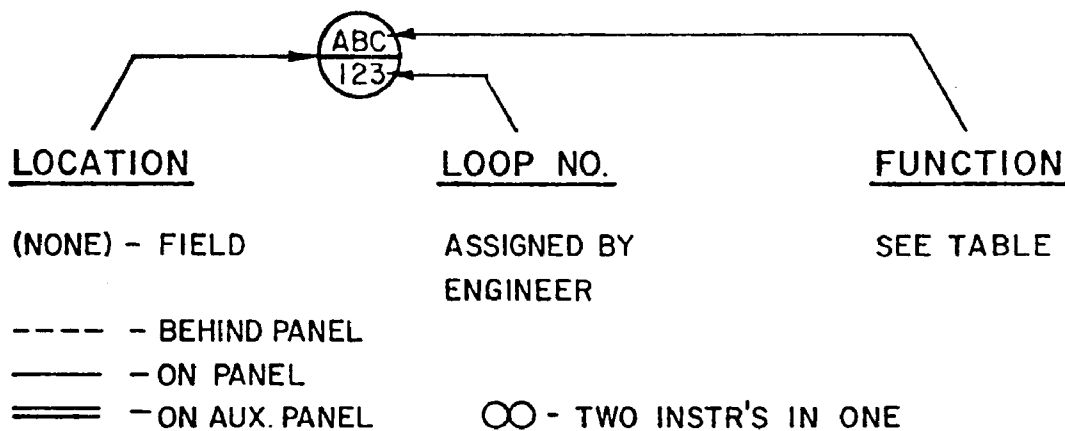 ABC
123
LOCATION
LOOP NO.
FUNCTION
(NONE) - FIELD
ASSIGNED BY
ENGINEER
SEE TABLE
- BEHIND PANEL
- ON PANEL
- ON AUX. PANEL
- TWO INSTR'S IN ONE